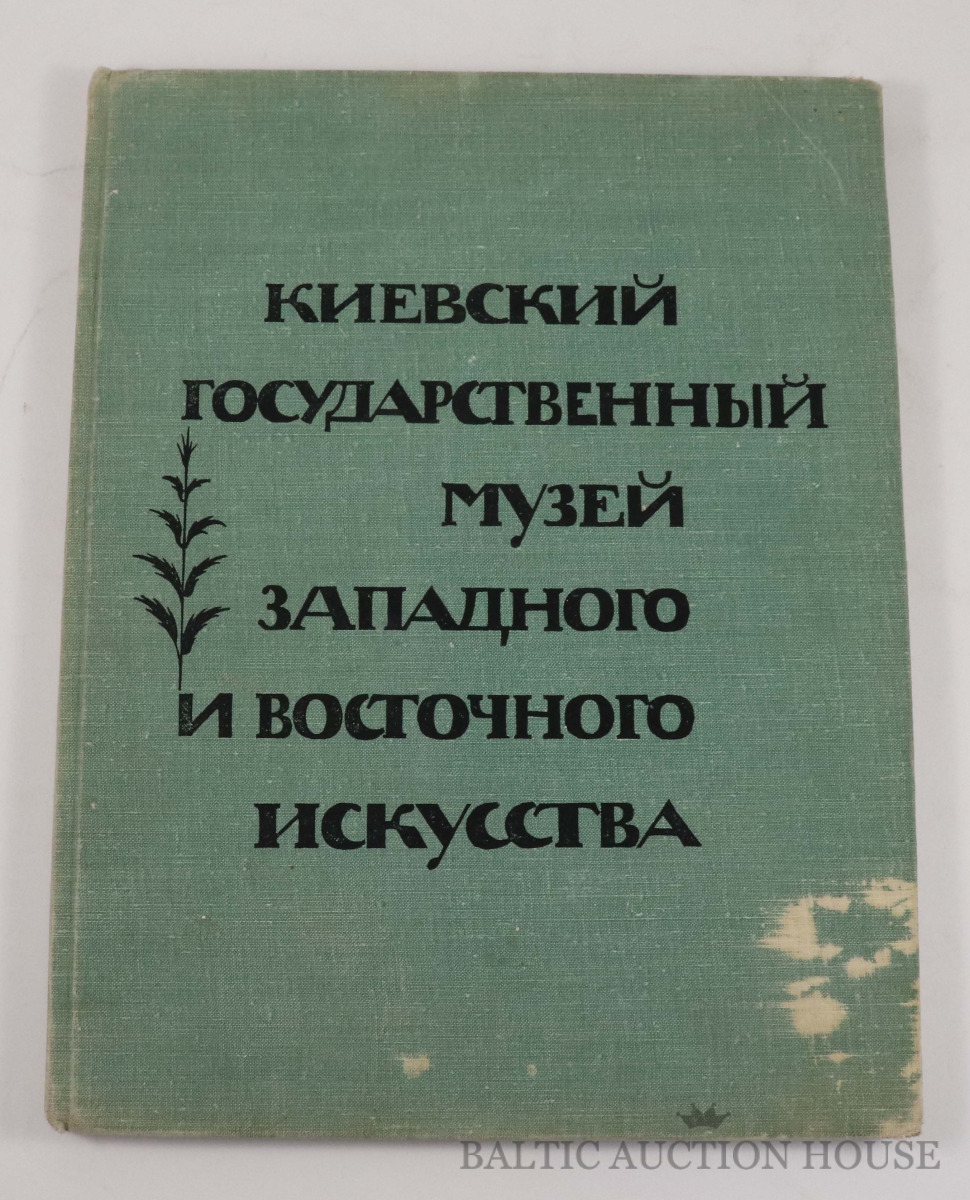 КИЕВСКИЙ
ГОСУДАРСТВЕННЫЙ
МУЗЕЙ
ЗАПАДНОГО
И ВОСТОЧНОГО
ИСКУССТВА
BALTIC AUCTION HOUSE